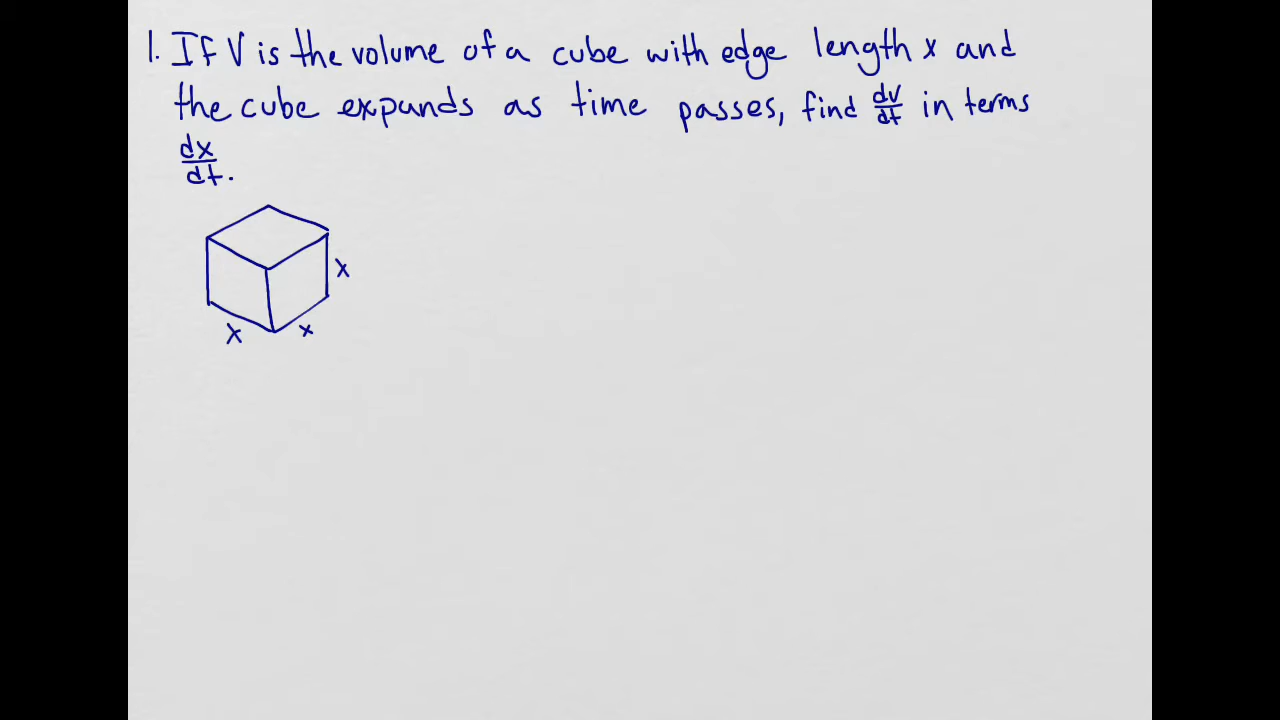 1. If V is the volume of a cube with edge length x and
the cube expands as time passes, find dV/dt in terms
dx/dt.
x
x
x